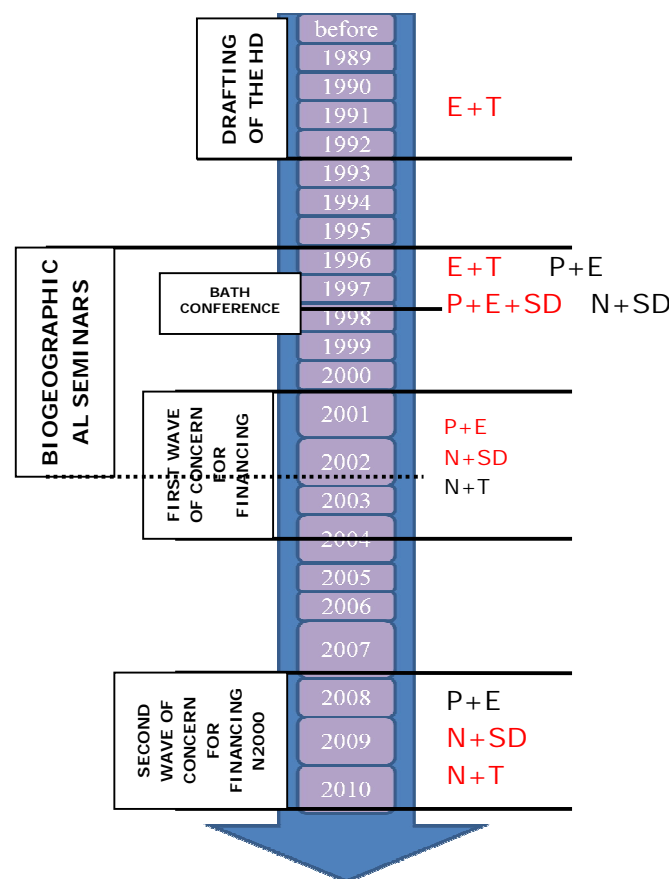 before
1989
1990
1991
1992
1993
1994
1995
1996
1997
1998
1999
2000
2001
2002
2003
2004
2005
2006
2007
2008
2009
2010
DRAFTING
OF THE HD
E+T
BIOGEOGRAPHIC
AL SEMINARS
BATH
CONFERENCE
E+T P+E
P+E+SD N+SD
FIRST WAVE
OF CONCERN
FOR
FINANCING
P+E
N+SD
N+T
SECOND
WAVE OF
CONCERN
FOR
FINANCING
N2000
P+E
N+SD
N+T